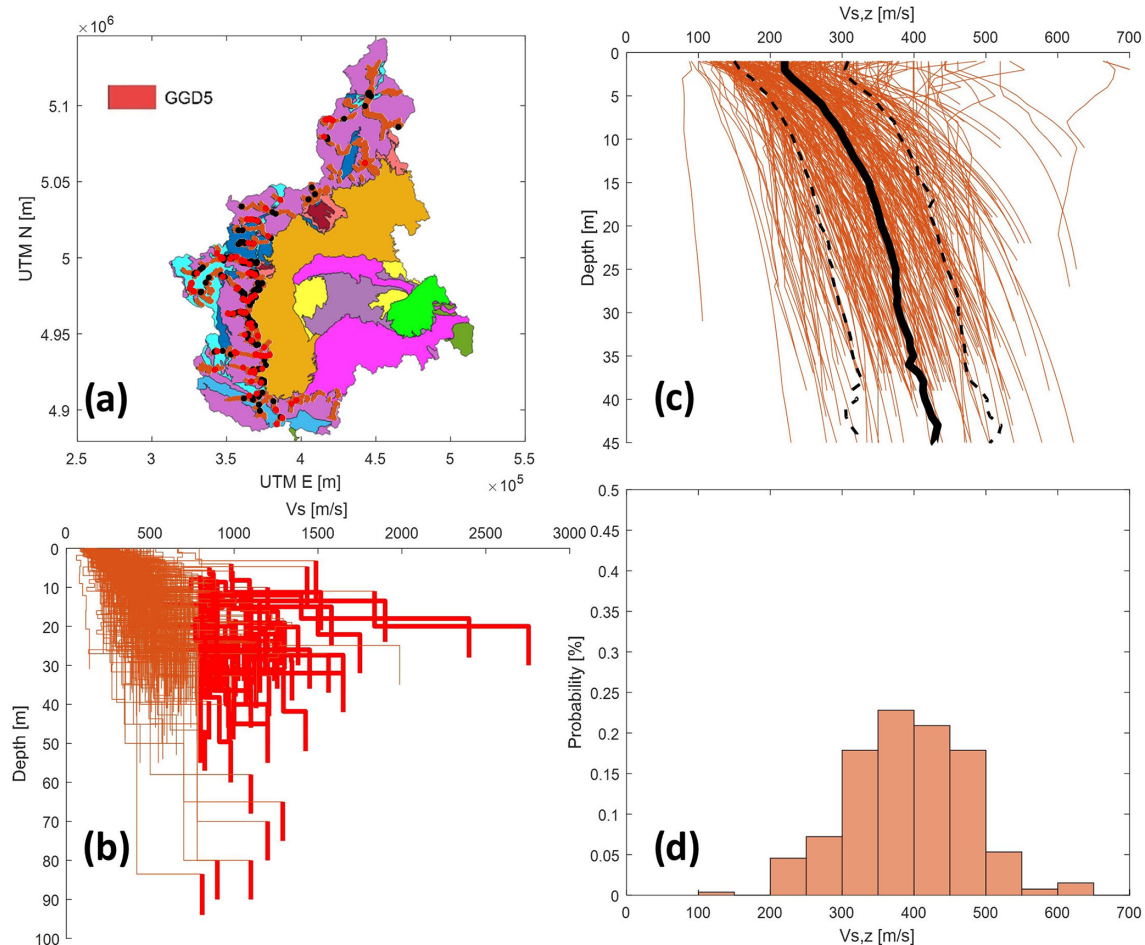 × 10⁶
GGD5
5.1
5.05
5
4.95
4.9
UTM N [m]
(a)
2.5 3 3.5 4 4.5 5 5.5
UTM E [m]
× 10⁵
Vs,z [m/s]
0 100 200 300 400 500 600 700
0
5
10
15
20
25
30
35
40
45
Depth [m]
(c)
Vs [m/s]
0 500 1000 1500 2000 2500 3000
0
10
20
30
40
50
60
70
80
90
100
Depth [m]
(b)
0.5
0.45
0.4
0.35
0.3
0.25
0.2
0.15
0.1
0.05
0
Probability [%]
(d)
0 100 200 300 400 500 600 700
Vs,z [m/s]